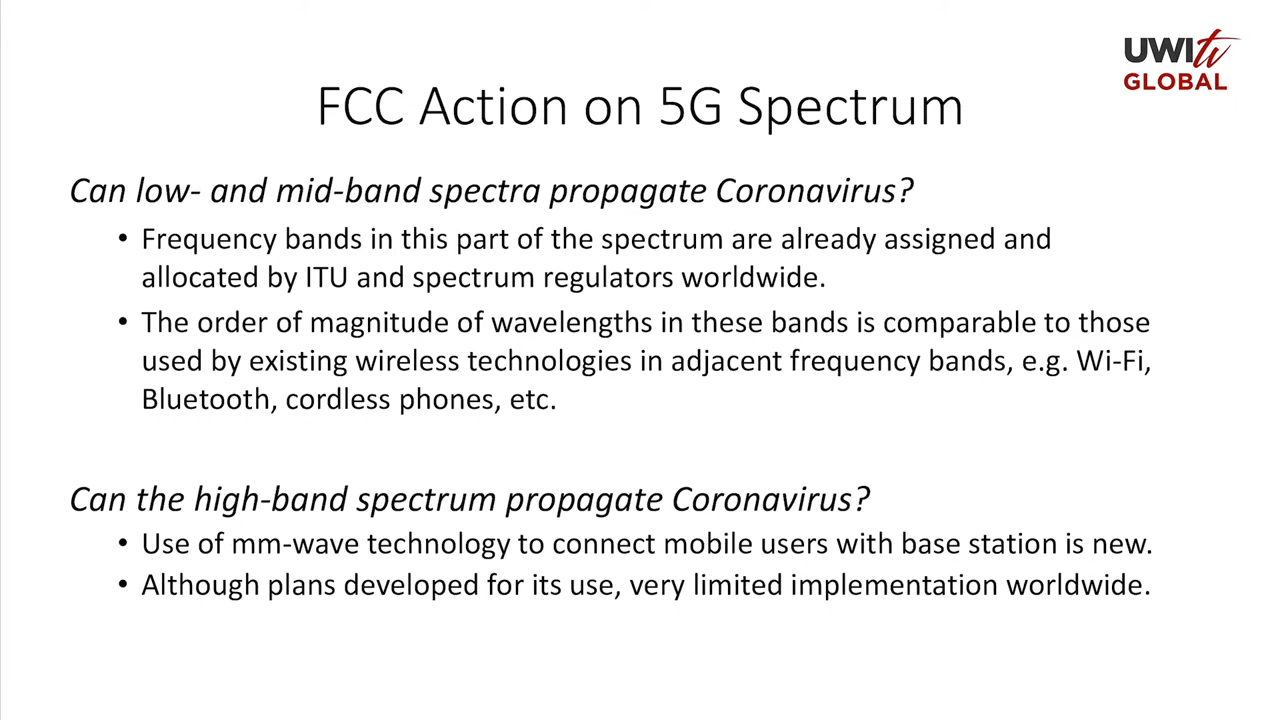 UWItv
GLOBAL
FCC Action on 5G Spectrum
Can low- and mid-band spectra propagate Coronavirus?
• Frequency bands in this part of the spectrum are already assigned and
allocated by ITU and spectrum regulators worldwide.
• The order of magnitude of wavelengths in these bands is comparable to those
used by existing wireless technologies in adjacent frequency bands, e.g. Wi-Fi,
Bluetooth, cordless phones, etc.
Can the high-band spectrum propagate Coronavirus?
• Use of mm-wave technology to connect mobile users with base station is new.
• Although plans developed for its use, very limited implementation worldwide.